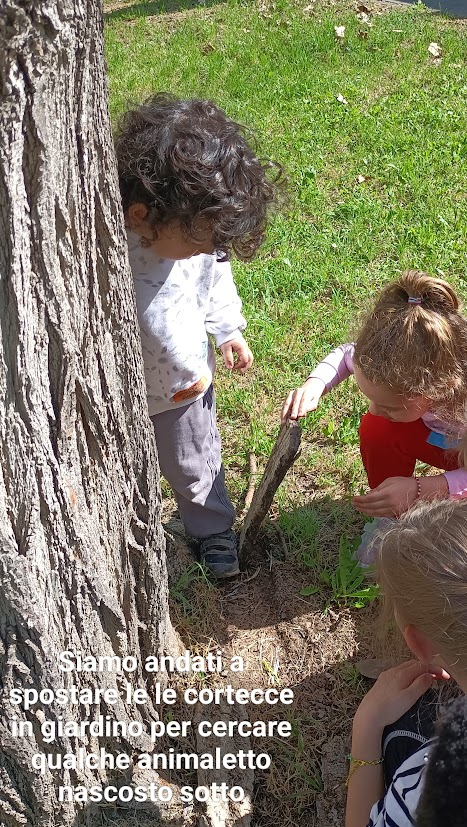 Siamo andati a
spostare le le cortecce
in giardino per cercare
qualche animaletto
nascosto sotto